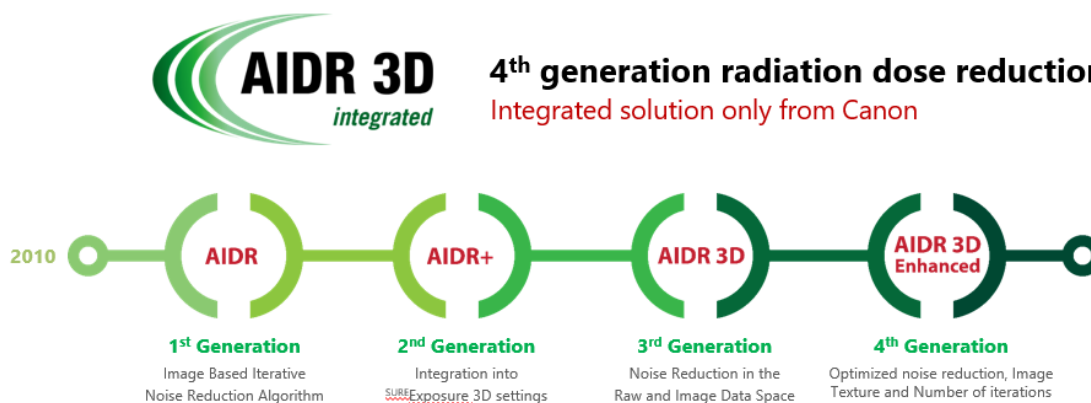 AIDR 3D
integrated
4th generation radiation dose reduction
Integrated solution only from Canon
2010
AIDR
AIDR+
AIDR 3D
AIDR 3D
Enhanced
1st Generation
2nd Generation
3rd Generation
4th Generation
Image Based Iterative
Noise Reduction Algorithm
Integration into
SUREExposure 3D settings
Noise Reduction in the
Raw and Image Data Space
Optimized noise reduction, Image
Texture and Number of iterations